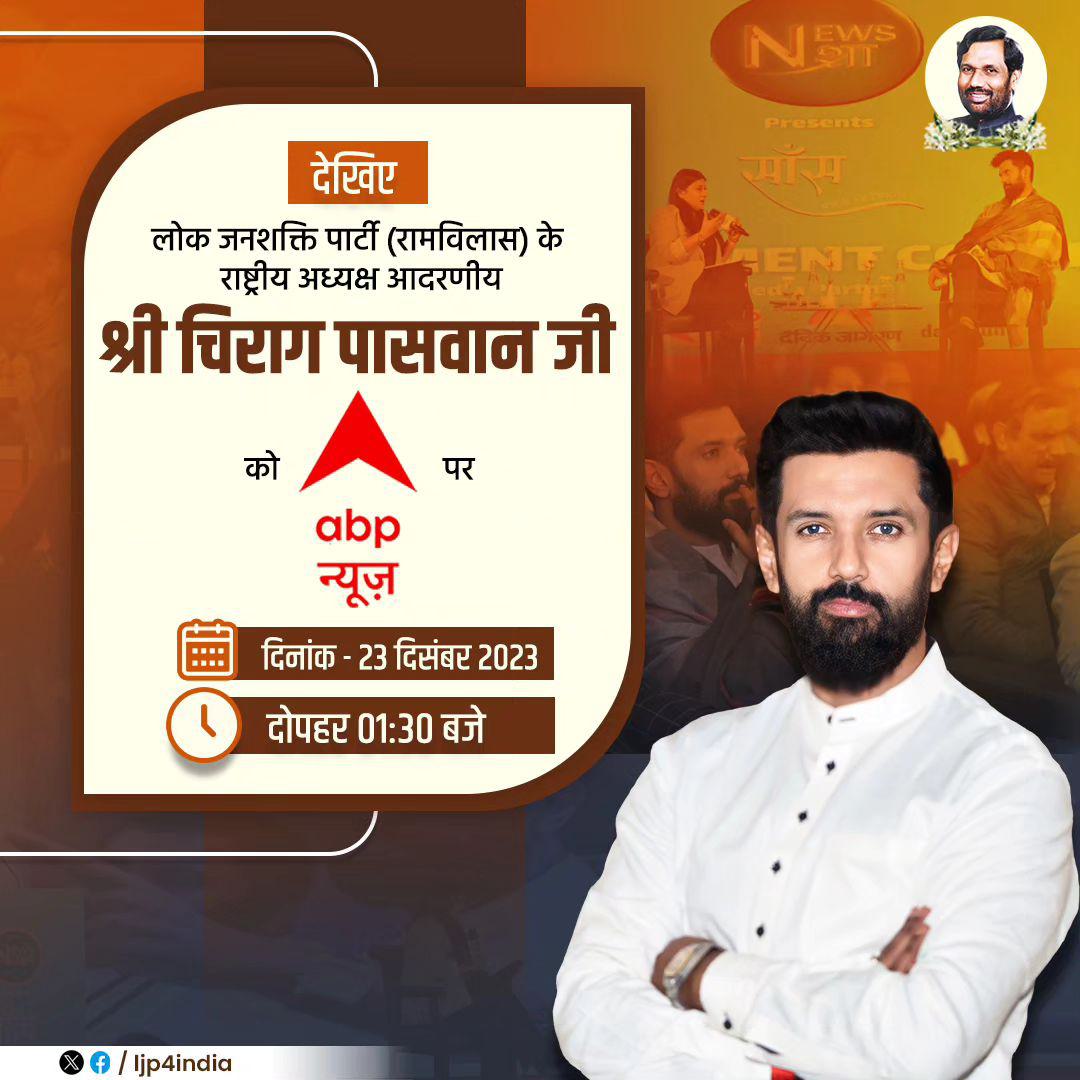 NEWS
शा
Presents
साँस
देखिए
लोक जनशक्ति पार्टी (रामविलास) के
राष्ट्रीय अध्यक्ष आदरणीय
श्री चिराग पासवान जी
को
पर
abp
न्यूज़
दैनिक जागरण
दिनांक - 23 दिसंबर 2023
दोपहर 01:30 बजे
/ ljp4india